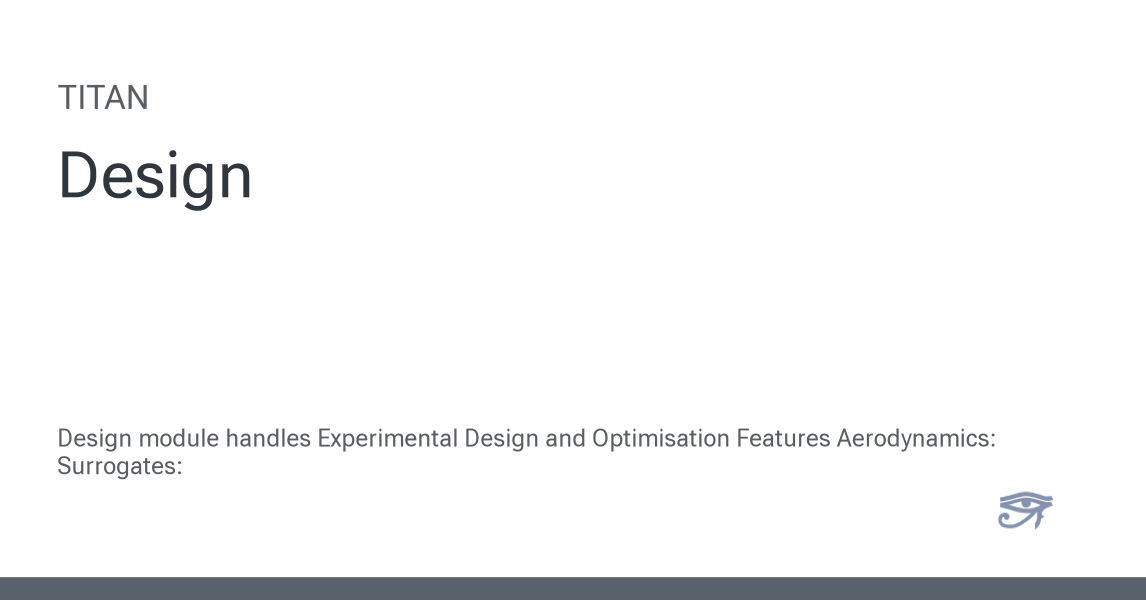 TITAN
Design
Design module handles Experimental Design and Optimisation Features Aerodynamics:
Surrogates: